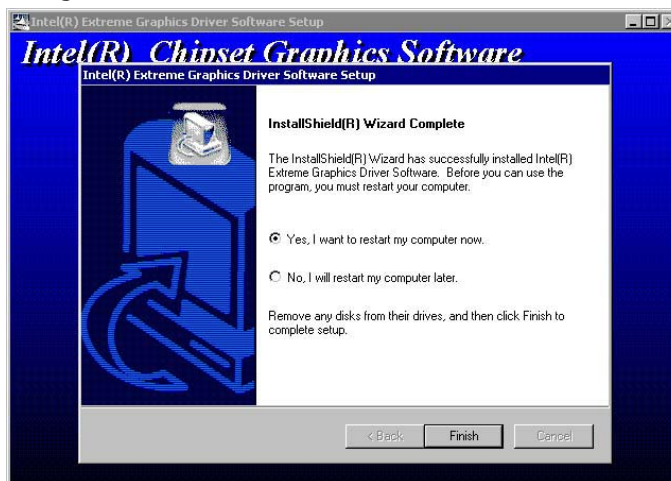 Intel(R) Extreme Graphics Driver Software Setup
Intel(R) Chipset Graphics Software
Intel(R) Extreme Graphics Driver Software Setup
InstallShield(R) Wizard Complete
The InstallShield(R) Wizard has successfully installed Intel(R)
Extreme Graphics Driver Software. Before you can use the
program, you must restart your computer.
Yes, I want to restart my computer now.
No, I will restart my computer later.
Remove any disks from their drives, and then click Finish to
complete setup.
< Back Finish Cancel